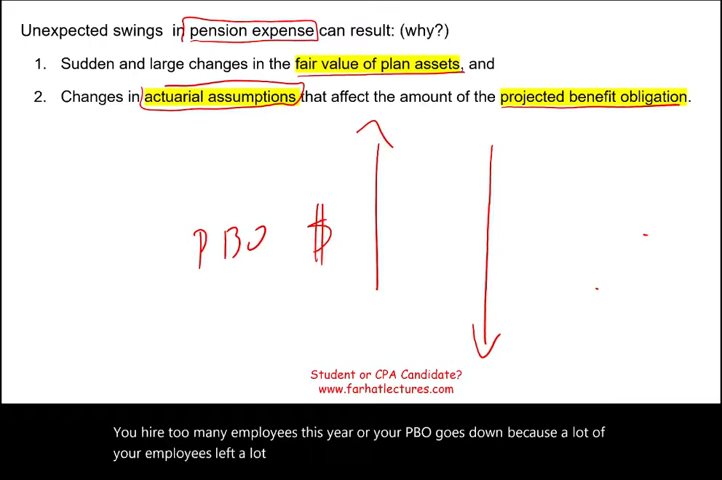 Unexpected swings in pension expense can result: (why?)
1. Sudden and large changes in the fair value of plan assets, and
2. Changes in actuarial assumptions that affect the amount of the projected benefit obligation.
PBO $
Student or CPA Candidate?
www.farhatlectures.com
You hire too many employees this year or your PBO goes down because a lot of
your employees left a lot